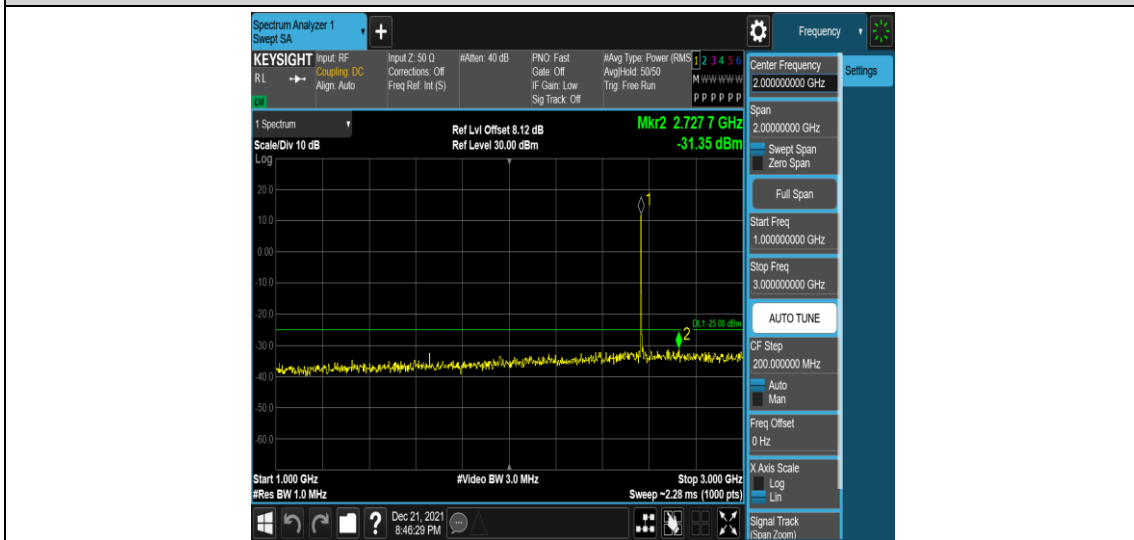 Spectrum Analyzer 1
Swept SA
+
Frequency
KEYSIGHT
RL
LXI
Input: RF
Coupling: DC
Align: Auto
Input Z: 50 Ω
Corrections: Off
Freq Ref: Int (S)
#Atten: 40 dB
PNO: Fast
Gate: Off
IF Gain: Low
Sig Track: Off
#Avg Type: Power (RMS
Avg|Hold: 50/50
Trig: Free Run
1 2 3 4 5 6
M W W W W W
P P P P P P
1 Spectrum
Scale/Div 10 dB
Ref Lvl Offset 8.12 dB
Ref Level 30.00 dBm
Mkr2 2.727 7 GHz
-31.35 dBm
Log
20.0
10.0
0.00
-10.0
-20.0
-30.0
-40.0
-50.0
-60.0
1
2
DL1 -25.00 dBm
Start 1.000 GHz
#Res BW 1.0 MHz
#Video BW 3.0 MHz
Stop 3.000 GHz
Sweep ~2.28 ms (1000 pts)
Center Frequency
2.000000000 GHz
Settings
Span
2.00000000 GHz
Swept Span
Zero Span
Full Span
Start Freq
1.000000000 GHz
Stop Freq
3.000000000 GHz
AUTO TUNE
CF Step
200.000000 MHz
Auto
Man
Freq Offset
0 Hz
X Axis Scale
Log
Lin
Signal Track
(Span Zoom)
?
Dec 21, 2021
8:46:29 PM